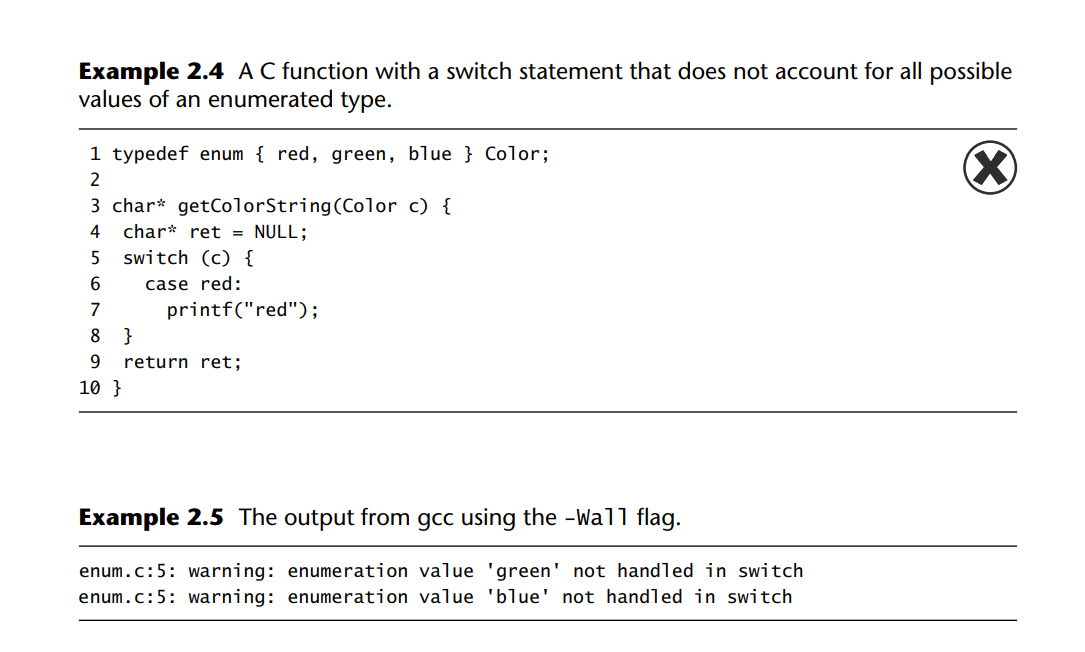 Example 2.4 A C function with a switch statement that does not account for all possible
values of an enumerated type.
1 typedef enum { red, green, blue } Color;
2
3 char* getColorString(Color c) {
4  char* ret = NULL;
5  switch (c) {
6    case red:
7      printf("red");
8  }
9  return ret;
10 }
Example 2.5 The output from gcc using the -Wall flag.
enum.c:5: warning: enumeration value 'green' not handled in switch
enum.c:5: warning: enumeration value 'blue' not handled in switch